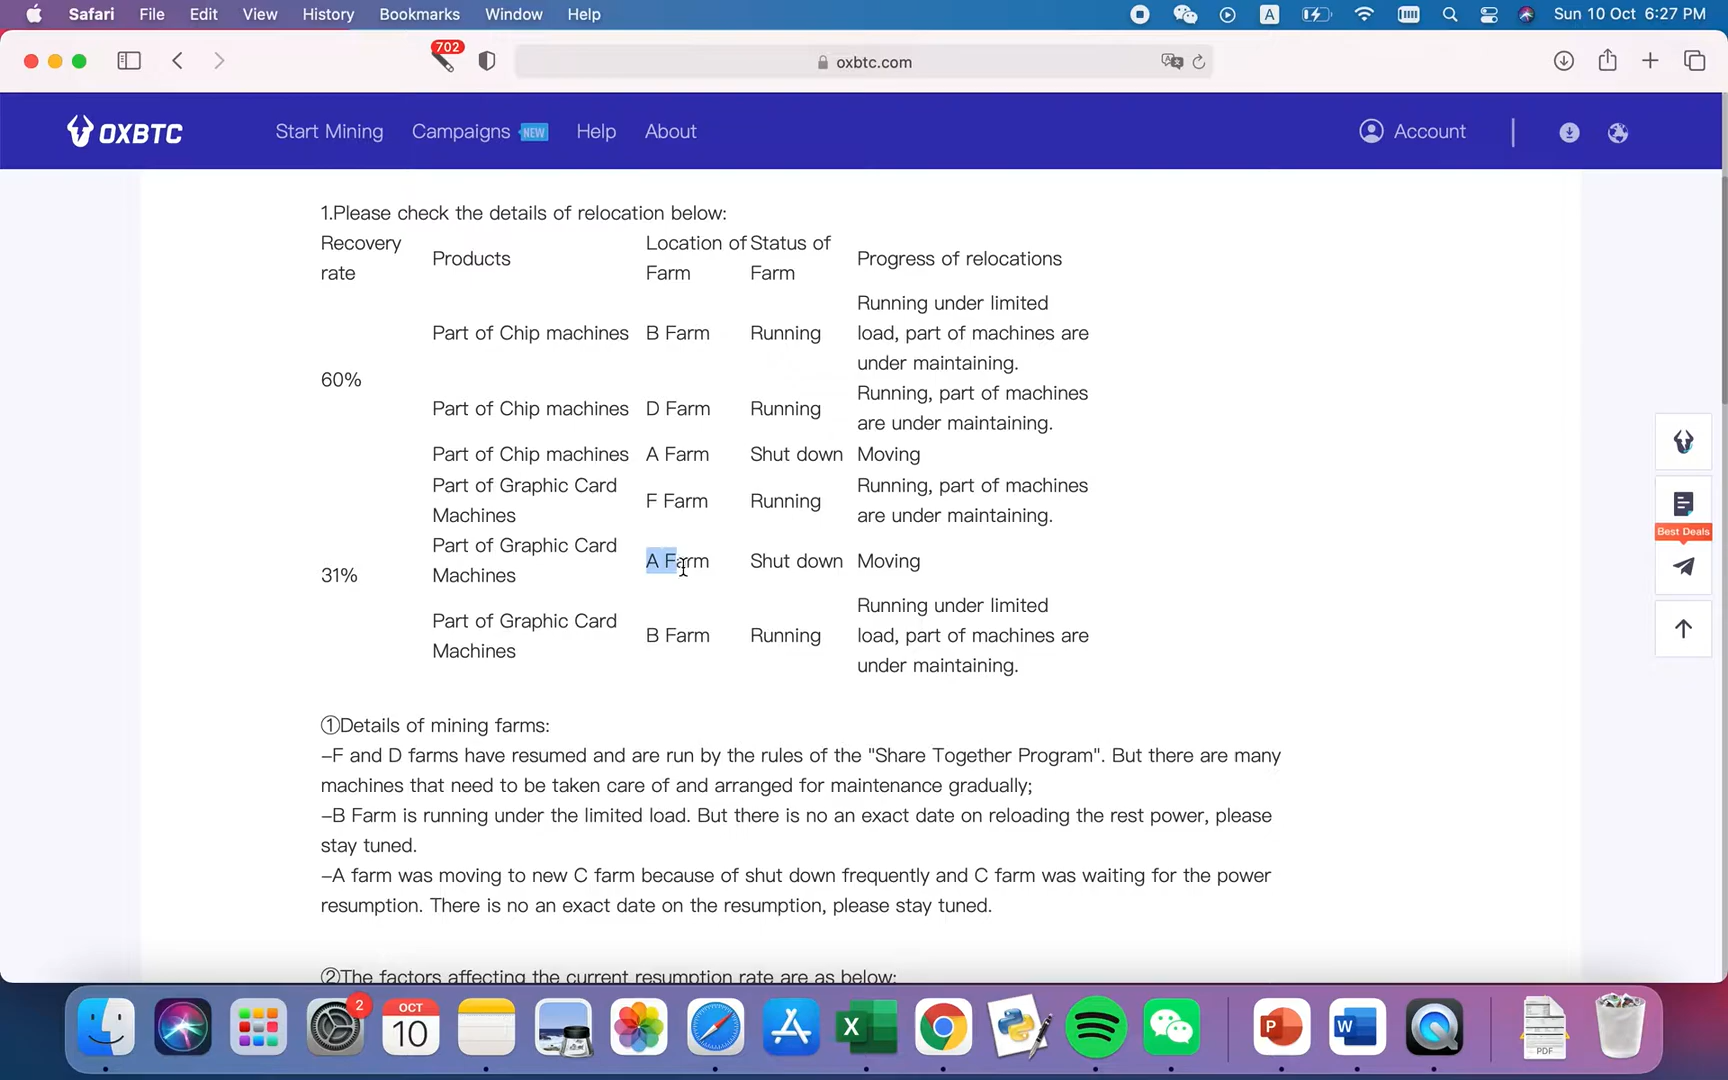 Safari File Edit View History Bookmarks Window Help A Sun 10 Oct 6:27 PM
702 oxbtc.com
OXBTC Start Mining Campaigns NEW Help About Account
1.Please check the details of relocation below:
Recovery rate Products Location of Farm Status of Farm Progress of relocations
60% Part of Chip machines B Farm Running Running under limited load, part of machines are under maintaining.
Part of Chip machines D Farm Running Running, part of machines are under maintaining.
Part of Chip machines A Farm Shut down Moving
31% Part of Graphic Card Machines F Farm Running Running, part of machines are under maintaining.
Part of Graphic Card Machines A Farm Shut down Moving
Part of Graphic Card Machines B Farm Running Running under limited load, part of machines are under maintaining.
Best Deals
①Details of mining farms:
–F and D farms have resumed and are run by the rules of the "Share Together Program". But there are many
machines that need to be taken care of and arranged for maintenance gradually;
–B Farm is running under the limited load. But there is no an exact date on reloading the rest power, please
stay tuned.
–A farm was moving to new C farm because of shut down frequently and C farm was waiting for the power
resumption. There is no an exact date on the resumption, please stay tuned.
②The factors affecting the current resumption rate are as below:
2 OCT 10 X P W PDF